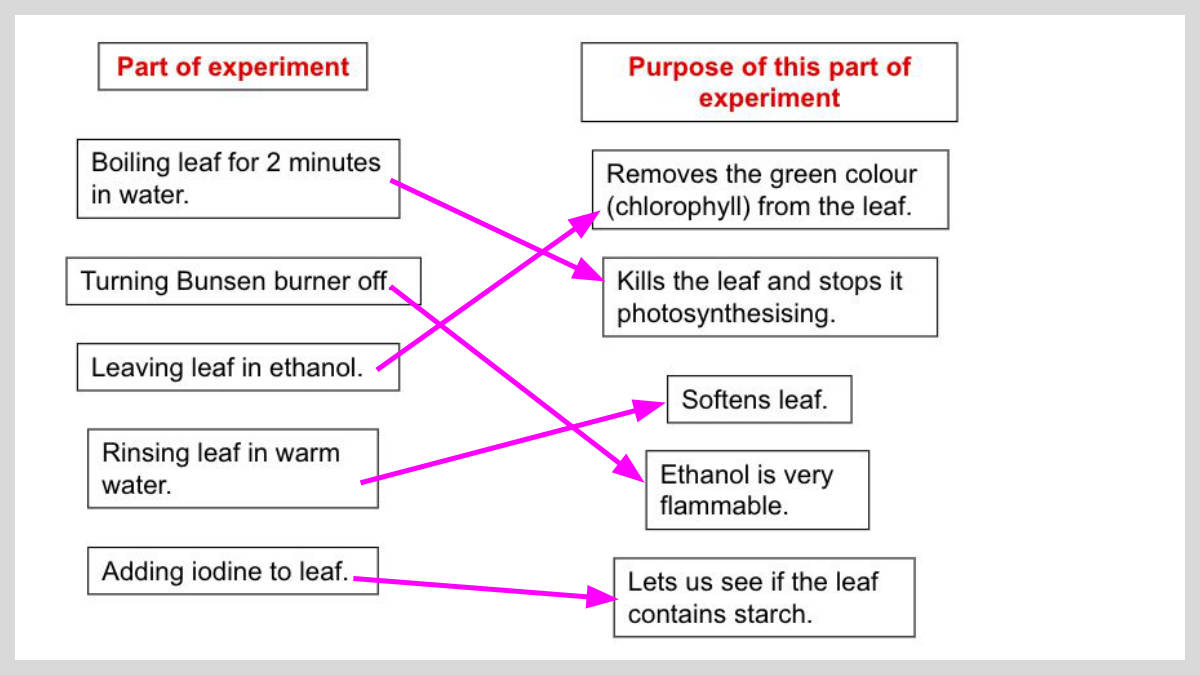 Part of experiment
Purpose of this part of
experiment
Boiling leaf for 2 minutes
in water.
Removes the green colour
(chlorophyll) from the leaf.
Turning Bunsen burner off.
Kills the leaf and stops it
photosynthesising.
Leaving leaf in ethanol.
Softens leaf.
Rinsing leaf in warm
water.
Ethanol is very
flammable.
Adding iodine to leaf.
Lets us see if the leaf
contains starch.